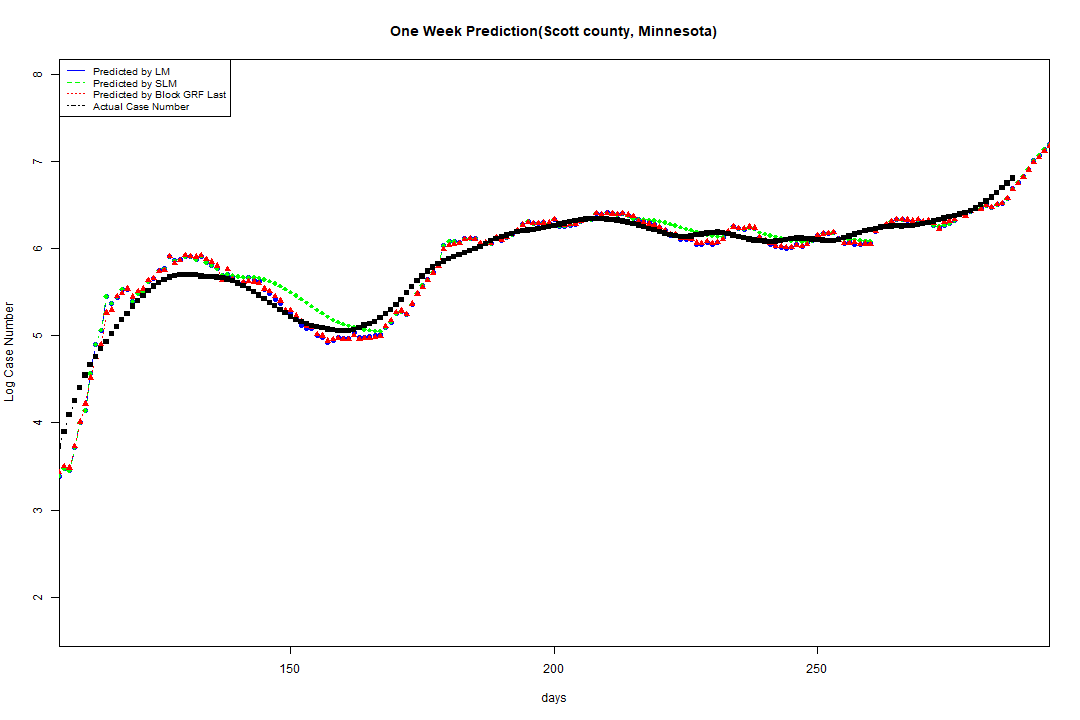 One Week Prediction(Scott county, Minnesota)
Predicted by LM
Predicted by SLM
Predicted by Block GRF Last
Actual Case Number
8
7
6
5
4
3
2
Log Case Number
150
200
250
days